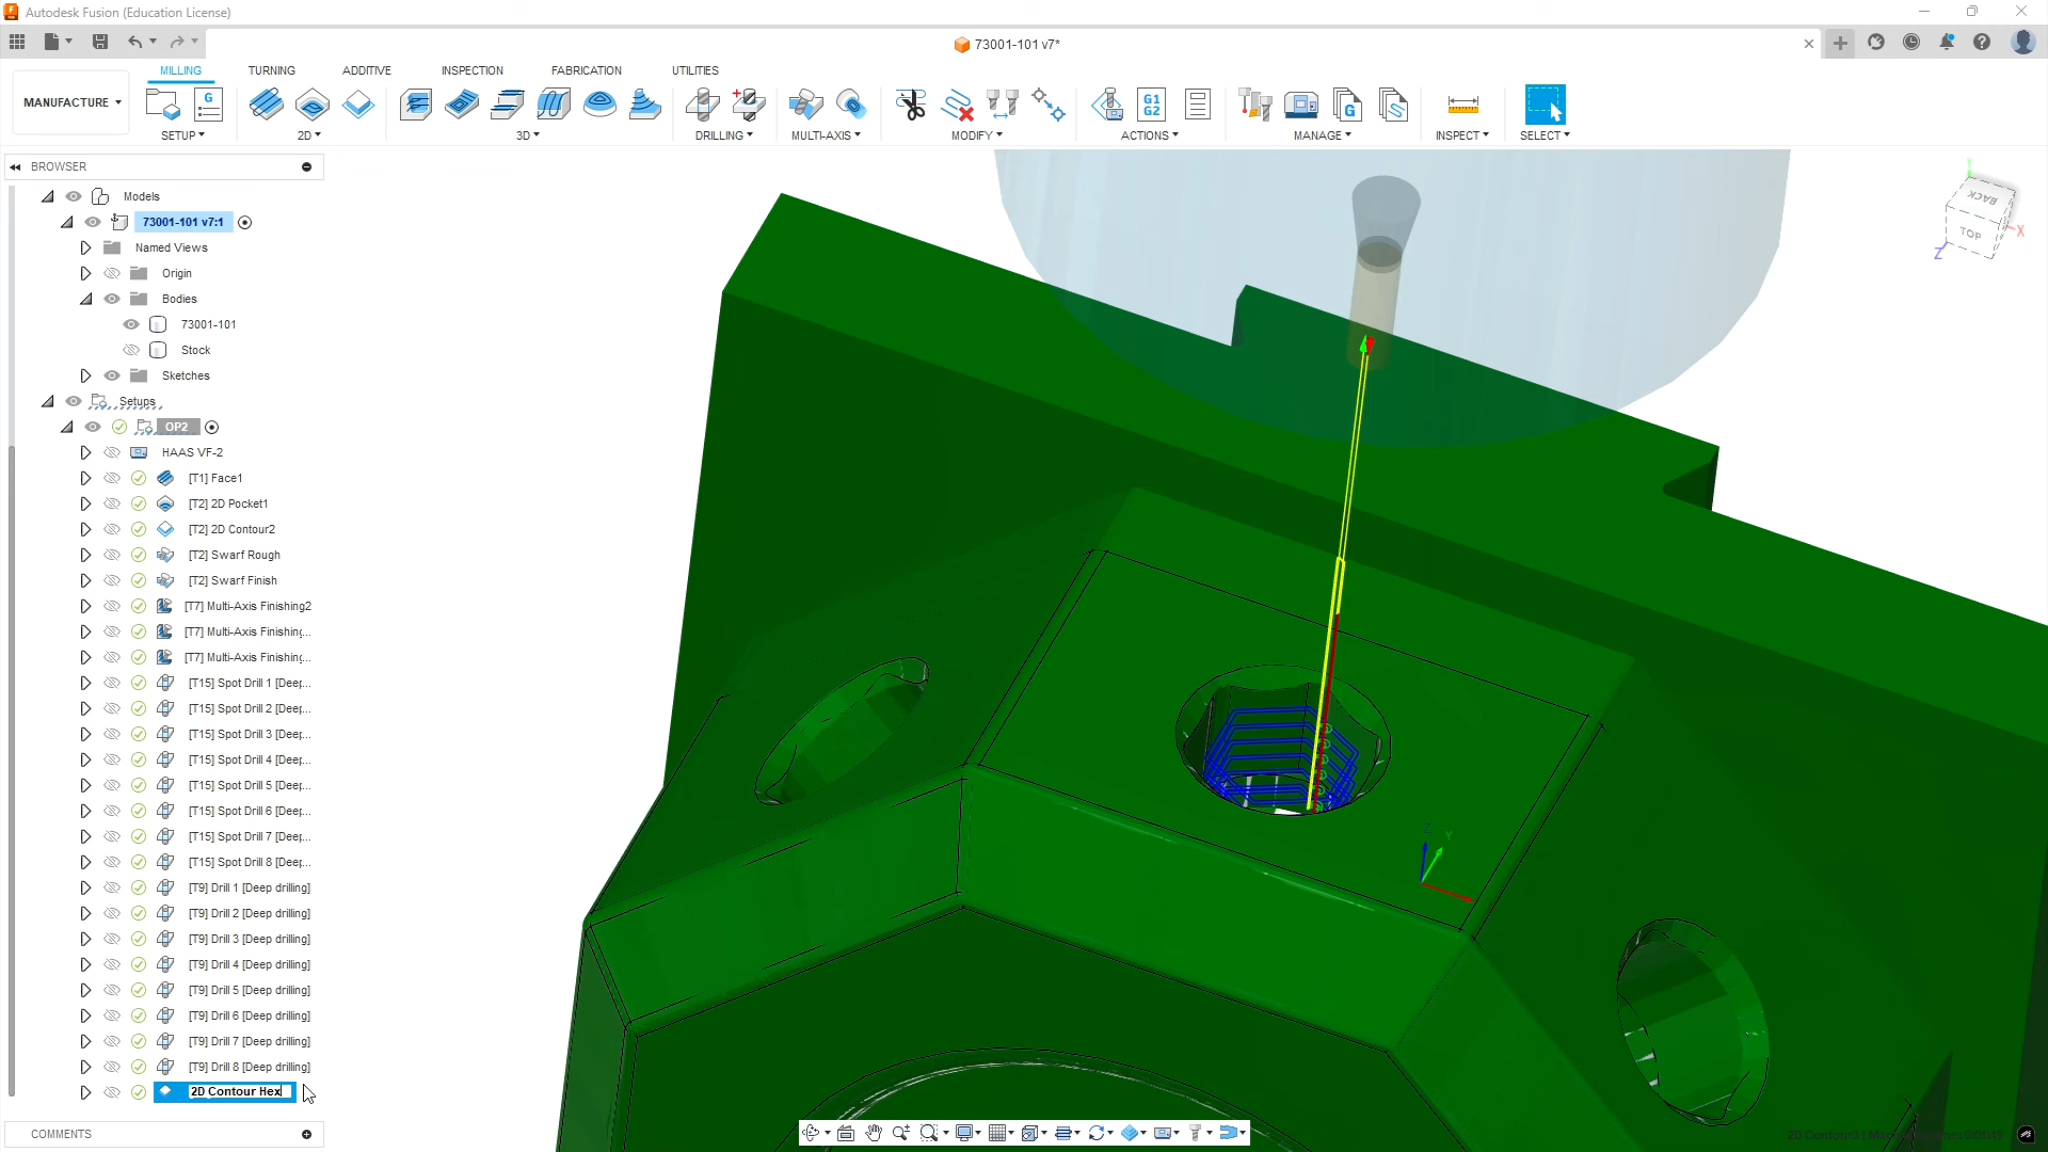 Autodesk Fusion (Education License)
73001-101 v7*
MANUFACTURE
MILLING
TURNING
ADDITIVE
INSPECTION
FABRICATION
UTILITIES
G
G1
G2
G
SETUP
2D
3D
DRILLING
MULTI-AXIS
MODIFY
ACTIONS
MANAGE
INSPECT
SELECT
BROWSER
Models
73001-101 v7:1
Named Views
Origin
Bodies
73001-101
Stock
Sketches
Setups
OP2
HAAS VF-2
[T1] Face1
[T2] 2D Pocket1
[T2] 2D Contour2
[T2] Swarf Rough
[T2] Swarf Finish
[T7] Multi-Axis Finishing2
[T7] Multi-Axis Finishing...
[T7] Multi-Axis Finishing...
[T15] Spot Drill 1 [Deep...
[T15] Spot Drill 2 [Deep...
[T15] Spot Drill 3 [Deep...
[T15] Spot Drill 4 [Deep...
[T15] Spot Drill 5 [Deep...
[T15] Spot Drill 6 [Deep...
[T15] Spot Drill 7 [Deep...
[T15] Spot Drill 8 [Deep...
[T9] Drill 1 [Deep drilling]
[T9] Drill 2 [Deep drilling]
[T9] Drill 3 [Deep drilling]
[T9] Drill 4 [Deep drilling]
[T9] Drill 5 [Deep drilling]
[T9] Drill 6 [Deep drilling]
[T9] Drill 7 [Deep drilling]
[T9] Drill 8 [Deep drilling]
2D Contour Hex
COMMENTS
BACK
TOP
X
Z
Z
Y
2D Contour3 |